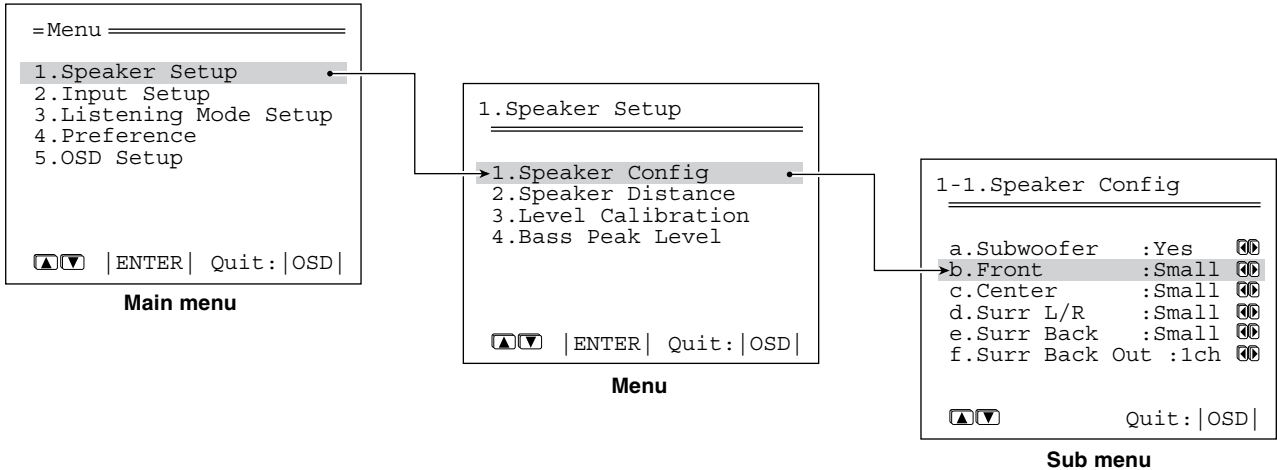 =Menu
1.Speaker Setup
2.Input Setup
3.Listening Mode Setup
4.Preference
5.OSD Setup
|ENTER| Quit:|OSD|
Main menu
1.Speaker Setup
1.Speaker Config
2.Speaker Distance
3.Level Calibration
4.Bass Peak Level
|ENTER| Quit:|OSD|
Menu
1-1.Speaker Config
a.Subwoofer :Yes
b.Front :Small
c.Center :Small
d.Surr L/R :Small
e.Surr Back :Small
f.Surr Back Out :1ch
Quit:|OSD|
Sub menu